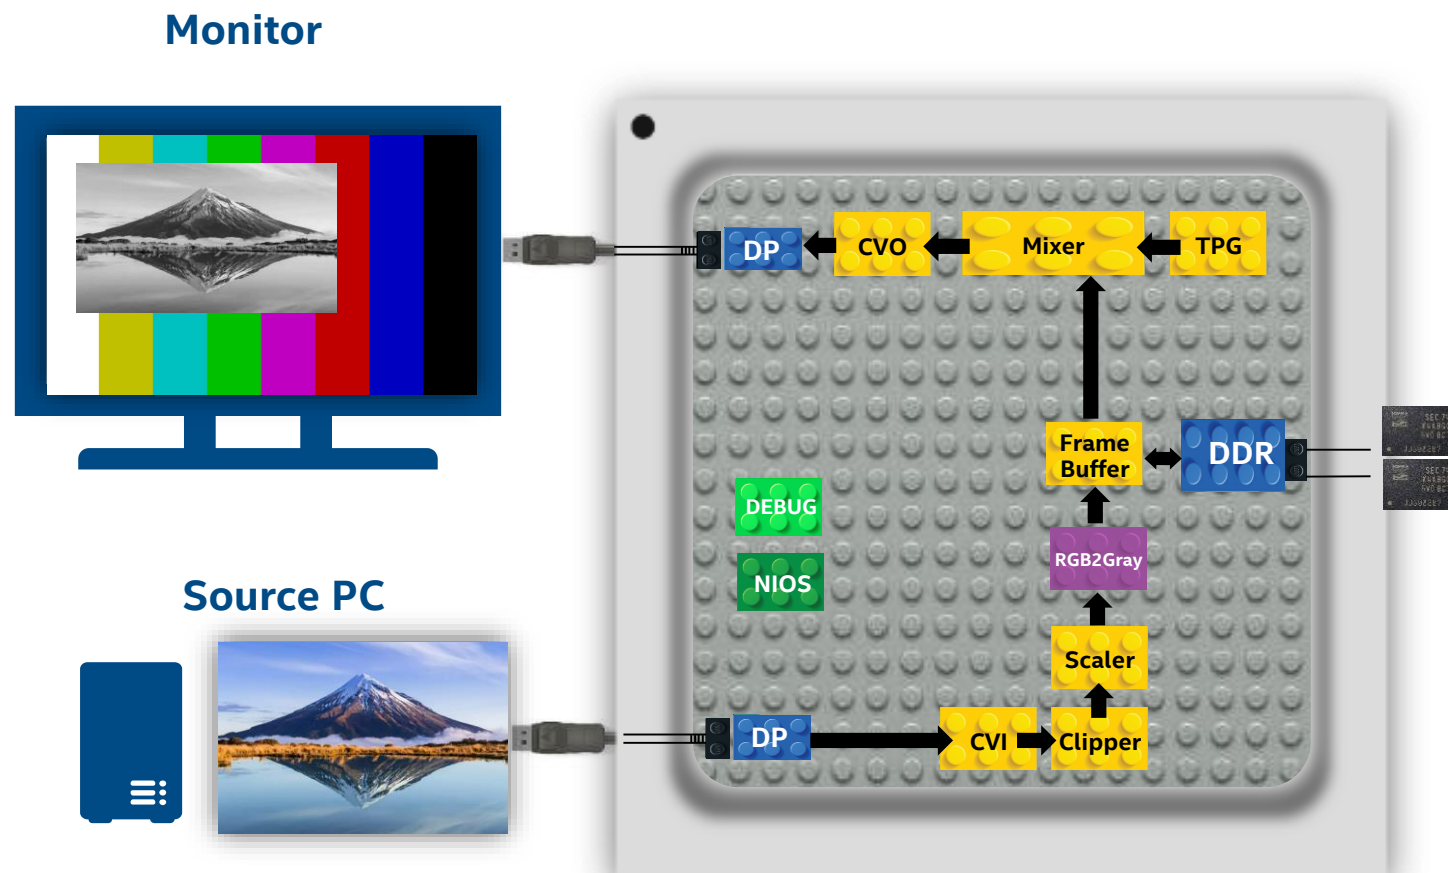 Monitor
DP
CVO
Mixer
TPG
Frame
Buffer
DDR
DEBUG
RGB2Gray
NIOS
Source PC
Scaler
DP
CVI
Clipper